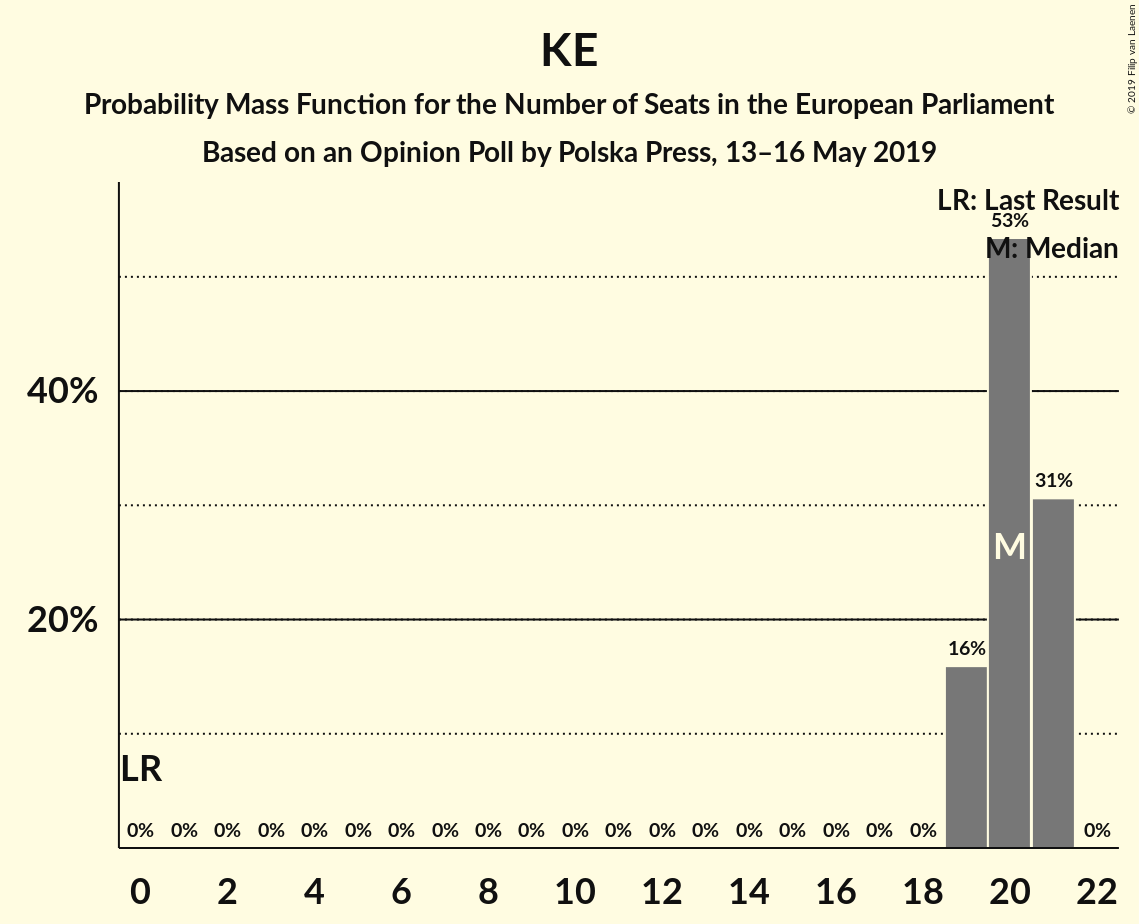 KE
Probability Mass Function for the Number of Seats in the European Parliament
Based on an Opinion Poll by Polska Press, 13–16 May 2019
© 2019 Filip van Laenen
LR: Last Result
M: Median
53%
40%
31%
M
20%
16%
LR
0% 0% 0% 0% 0% 0% 0% 0% 0% 0% 0% 0% 0% 0% 0% 0% 0% 0% 0% 0%
0 2 4 6 8 10 12 14 16 18 20 22